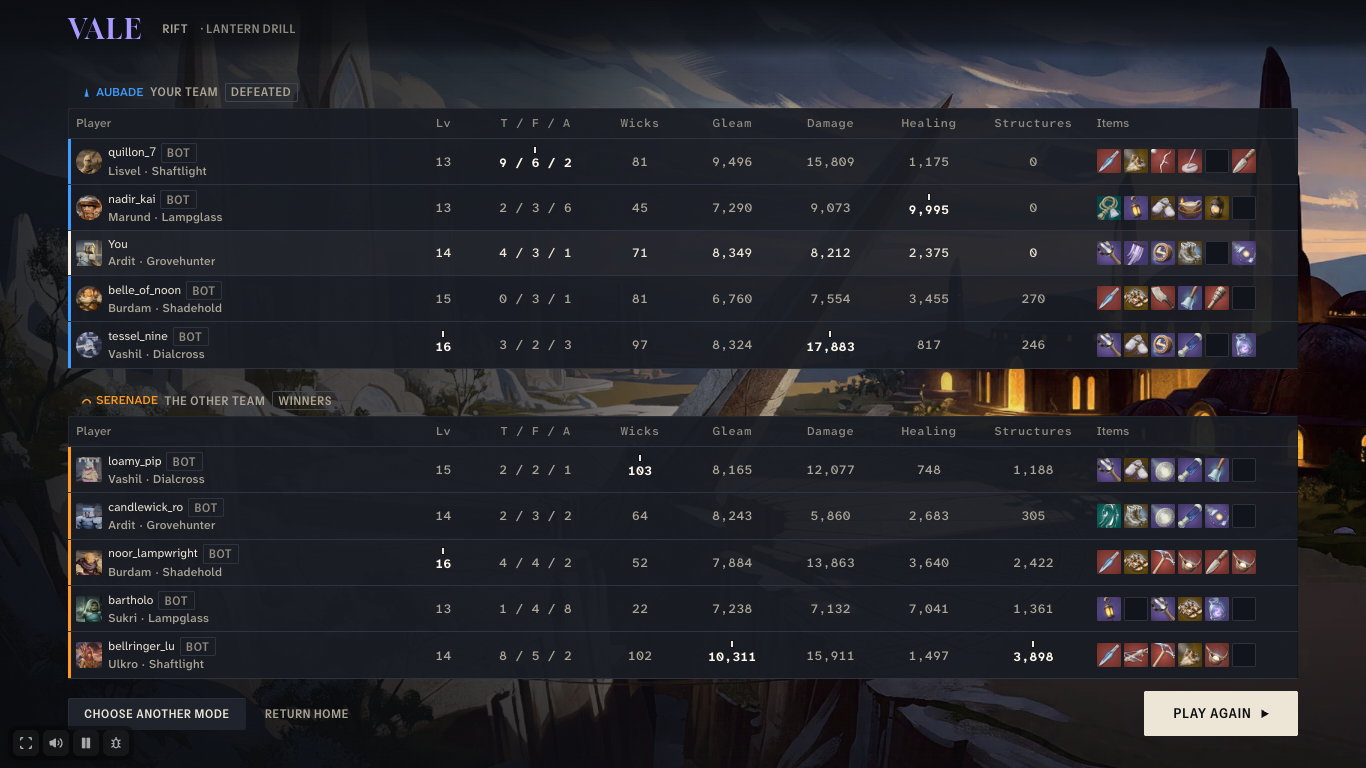 VALE RIFT · LANTERN DRILL
AUBADE YOUR TEAM DEFEATED
Player Lv T / F / A Wicks Gleam Damage Healing Structures Items
quillon_7 BOT
Lisvel · Shaftlight
13 9 / 6 / 2 81 9,496 15,809 1,175 0
nadir_kai BOT
Marund · Lampglass
13 2 / 3 / 6 45 7,290 9,073 9,995 0
You
Ardit · Grovehunter
14 4 / 3 / 1 71 8,349 8,212 2,375 0
belle_of_noon BOT
Burdam · Shadehold
15 0 / 3 / 1 81 6,760 7,554 3,455 270
tessel_nine BOT
Vashil · Dialcross
16 3 / 2 / 3 97 8,324 17,883 817 246
SERENADE THE OTHER TEAM WINNERS
Player Lv T / F / A Wicks Gleam Damage Healing Structures Items
loamy_pip BOT
Vashil · Dialcross
15 2 / 2 / 1 103 8,165 12,077 748 1,188
candlewick_ro BOT
Ardit · Grovehunter
14 2 / 3 / 2 64 8,243 5,860 2,683 305
noor_lampwright BOT
Burdam · Shadehold
16 4 / 4 / 2 52 7,884 13,863 3,640 2,422
bartholo BOT
Sukri · Lampglass
13 1 / 4 / 8 22 7,238 7,132 7,041 1,361
bellringer_lu BOT
Ulkro · Shaftlight
14 8 / 5 / 2 102 10,311 15,911 1,497 3,898
CHOOSE ANOTHER MODE RETURN HOME PLAY AGAIN